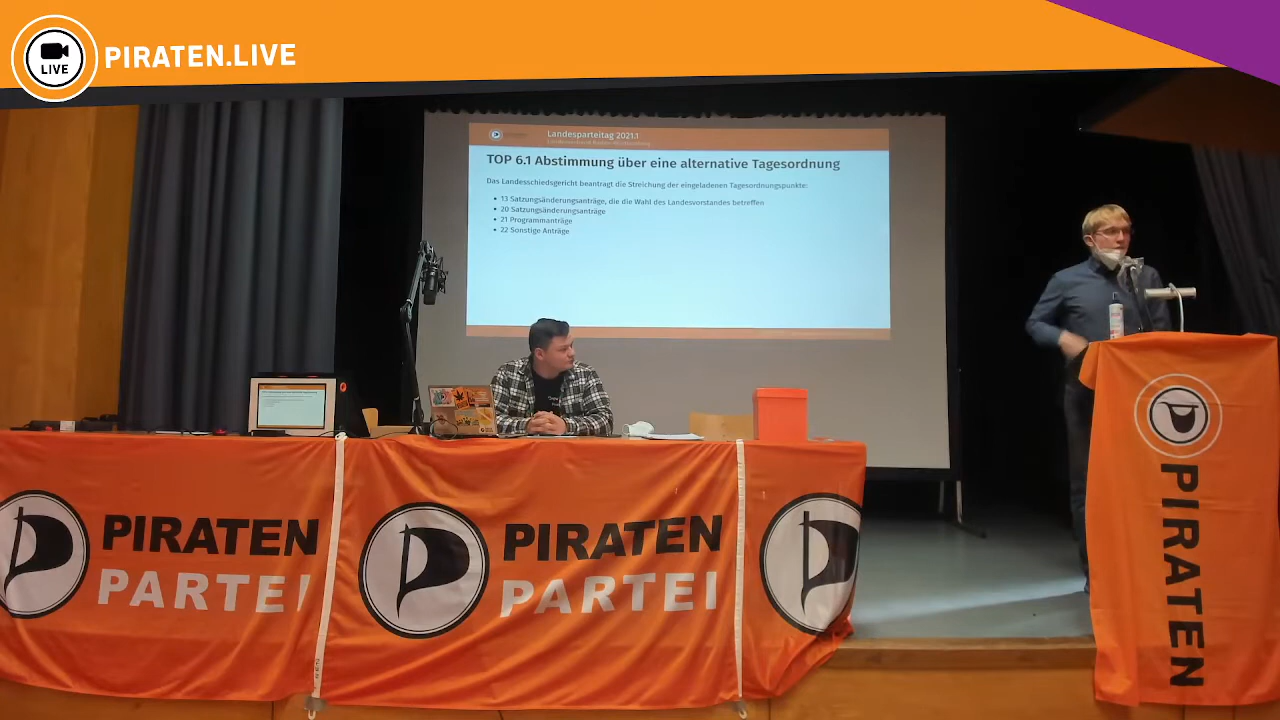 LIVE
PIRATEN.LIVE
Landesparteitag 2021.1
TOP 6.1 Abstimmung über eine alternative Tagesordnung
Das Landesschiedsgericht beantragt die Streichung der eingeladenen Tagesordnungspunkte:
• 13 Satzungsänderungsanträge, die die Wahl des Landesvorstandes betreffen
• 20 Satzungsänderungsanträge
• 21 Programmanträge
• 22 Sonstige Anträge
PIRATEN
PARTEI
PIRATEN
PARTEI
PIRATEN